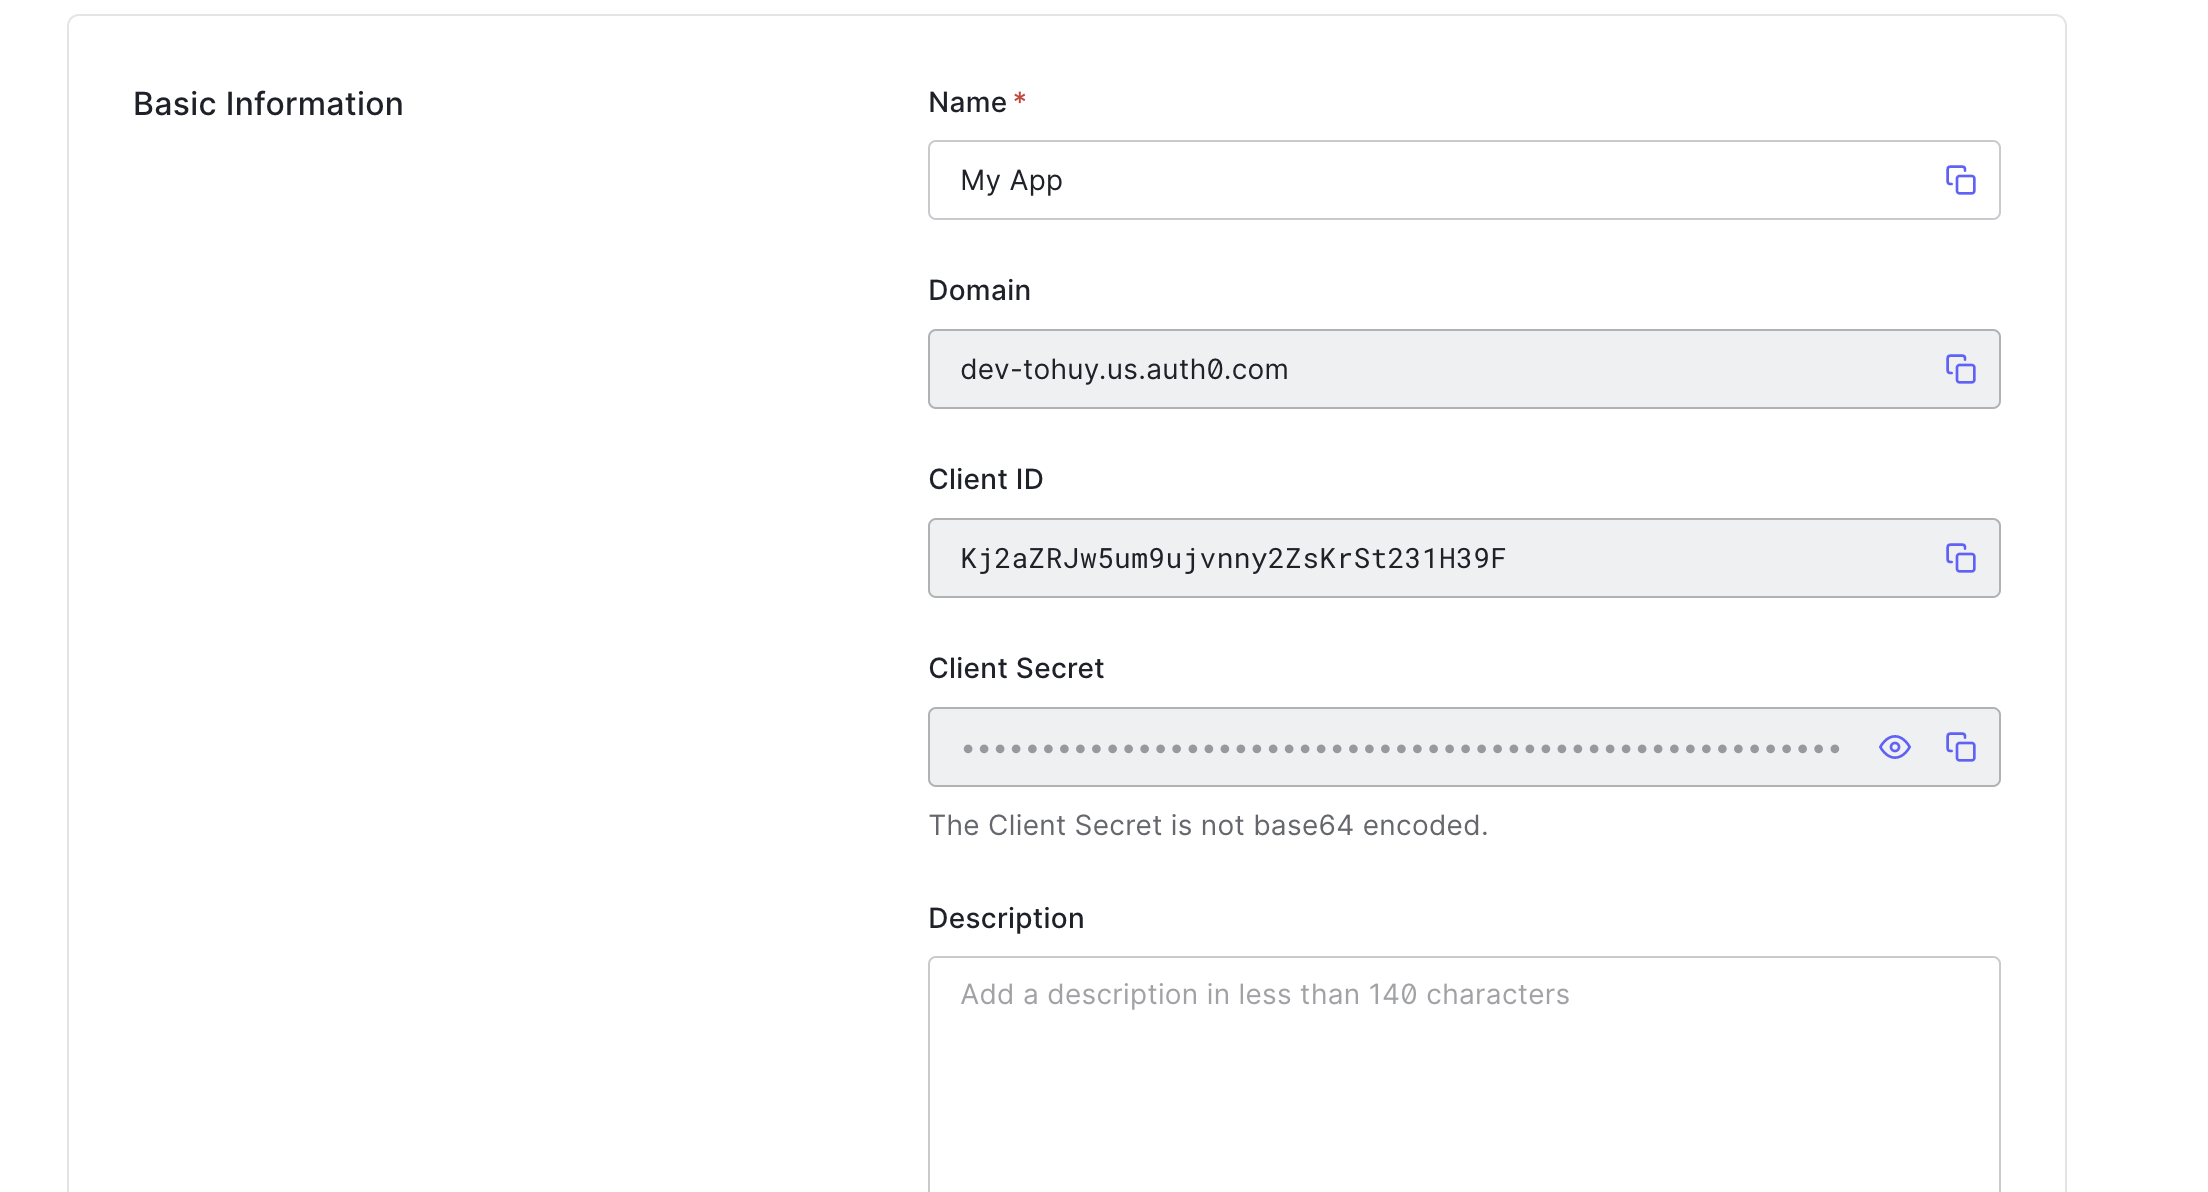 Basic Information
Name *
My App
Domain
dev-tohuy.us.auth0.com
Client ID
Kj2aZRJw5um9ujvnny2ZsKrSt231H39F
Client Secret
•••••••••••••••••••••••••••••••••••••••••••••••••••••••
The Client Secret is not base64 encoded.
Description
Add a description in less than 140 characters